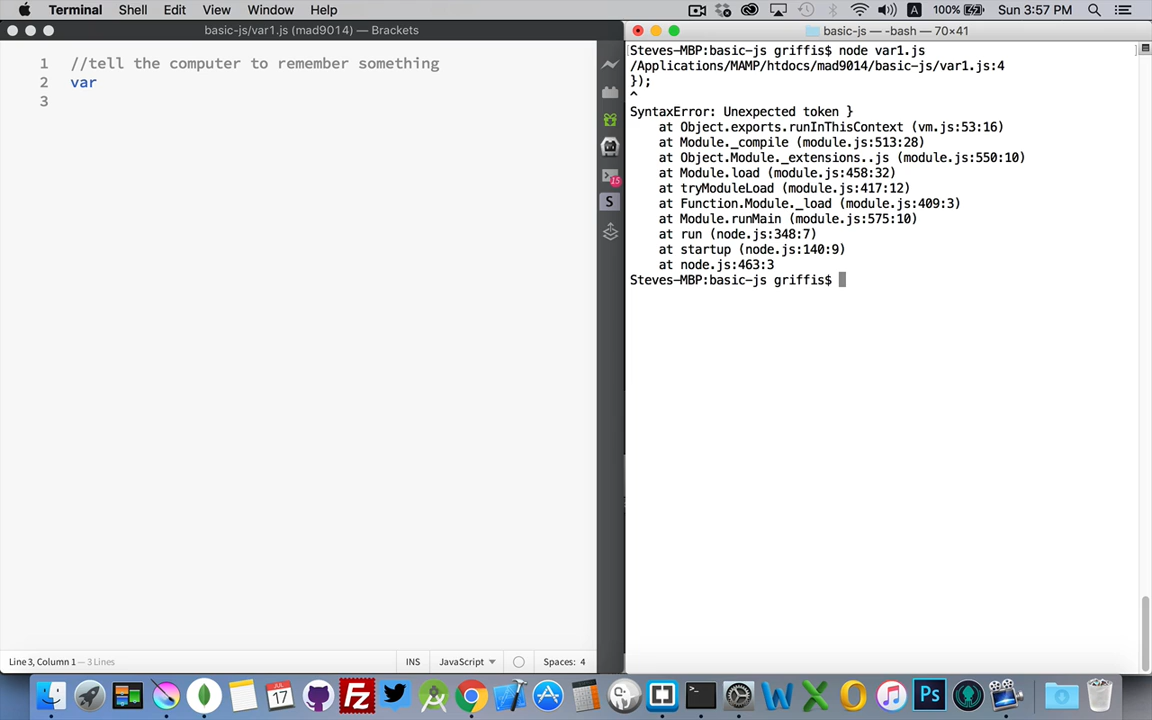 Terminal Shell Edit View Window Help
A 100% Sun 3:57 PM
basic-js/var1.js (mad9014) — Brackets
1 //tell the computer to remember something
2 var
3
15
S
Line 3, Column 1 — 3 Lines
INS JavaScript Spaces: 4
basic-js — -bash — 70×41
[Steves-MBP:basic-js griffis$ node var1.js ]
/Applications/MAMP/htdocs/mad9014/basic-js/var1.js:4
});
^
SyntaxError: Unexpected token }
    at Object.exports.runInThisContext (vm.js:53:16)
    at Module._compile (module.js:513:28)
    at Object.Module._extensions..js (module.js:550:10)
    at Module.load (module.js:458:32)
    at tryModuleLoad (module.js:417:12)
    at Function.Module._load (module.js:409:3)
    at Module.runMain (module.js:575:10)
    at run (node.js:348:7)
    at startup (node.js:140:9)
    at node.js:463:3
Steves-MBP:basic-js griffis$
17 Fz W X Ps